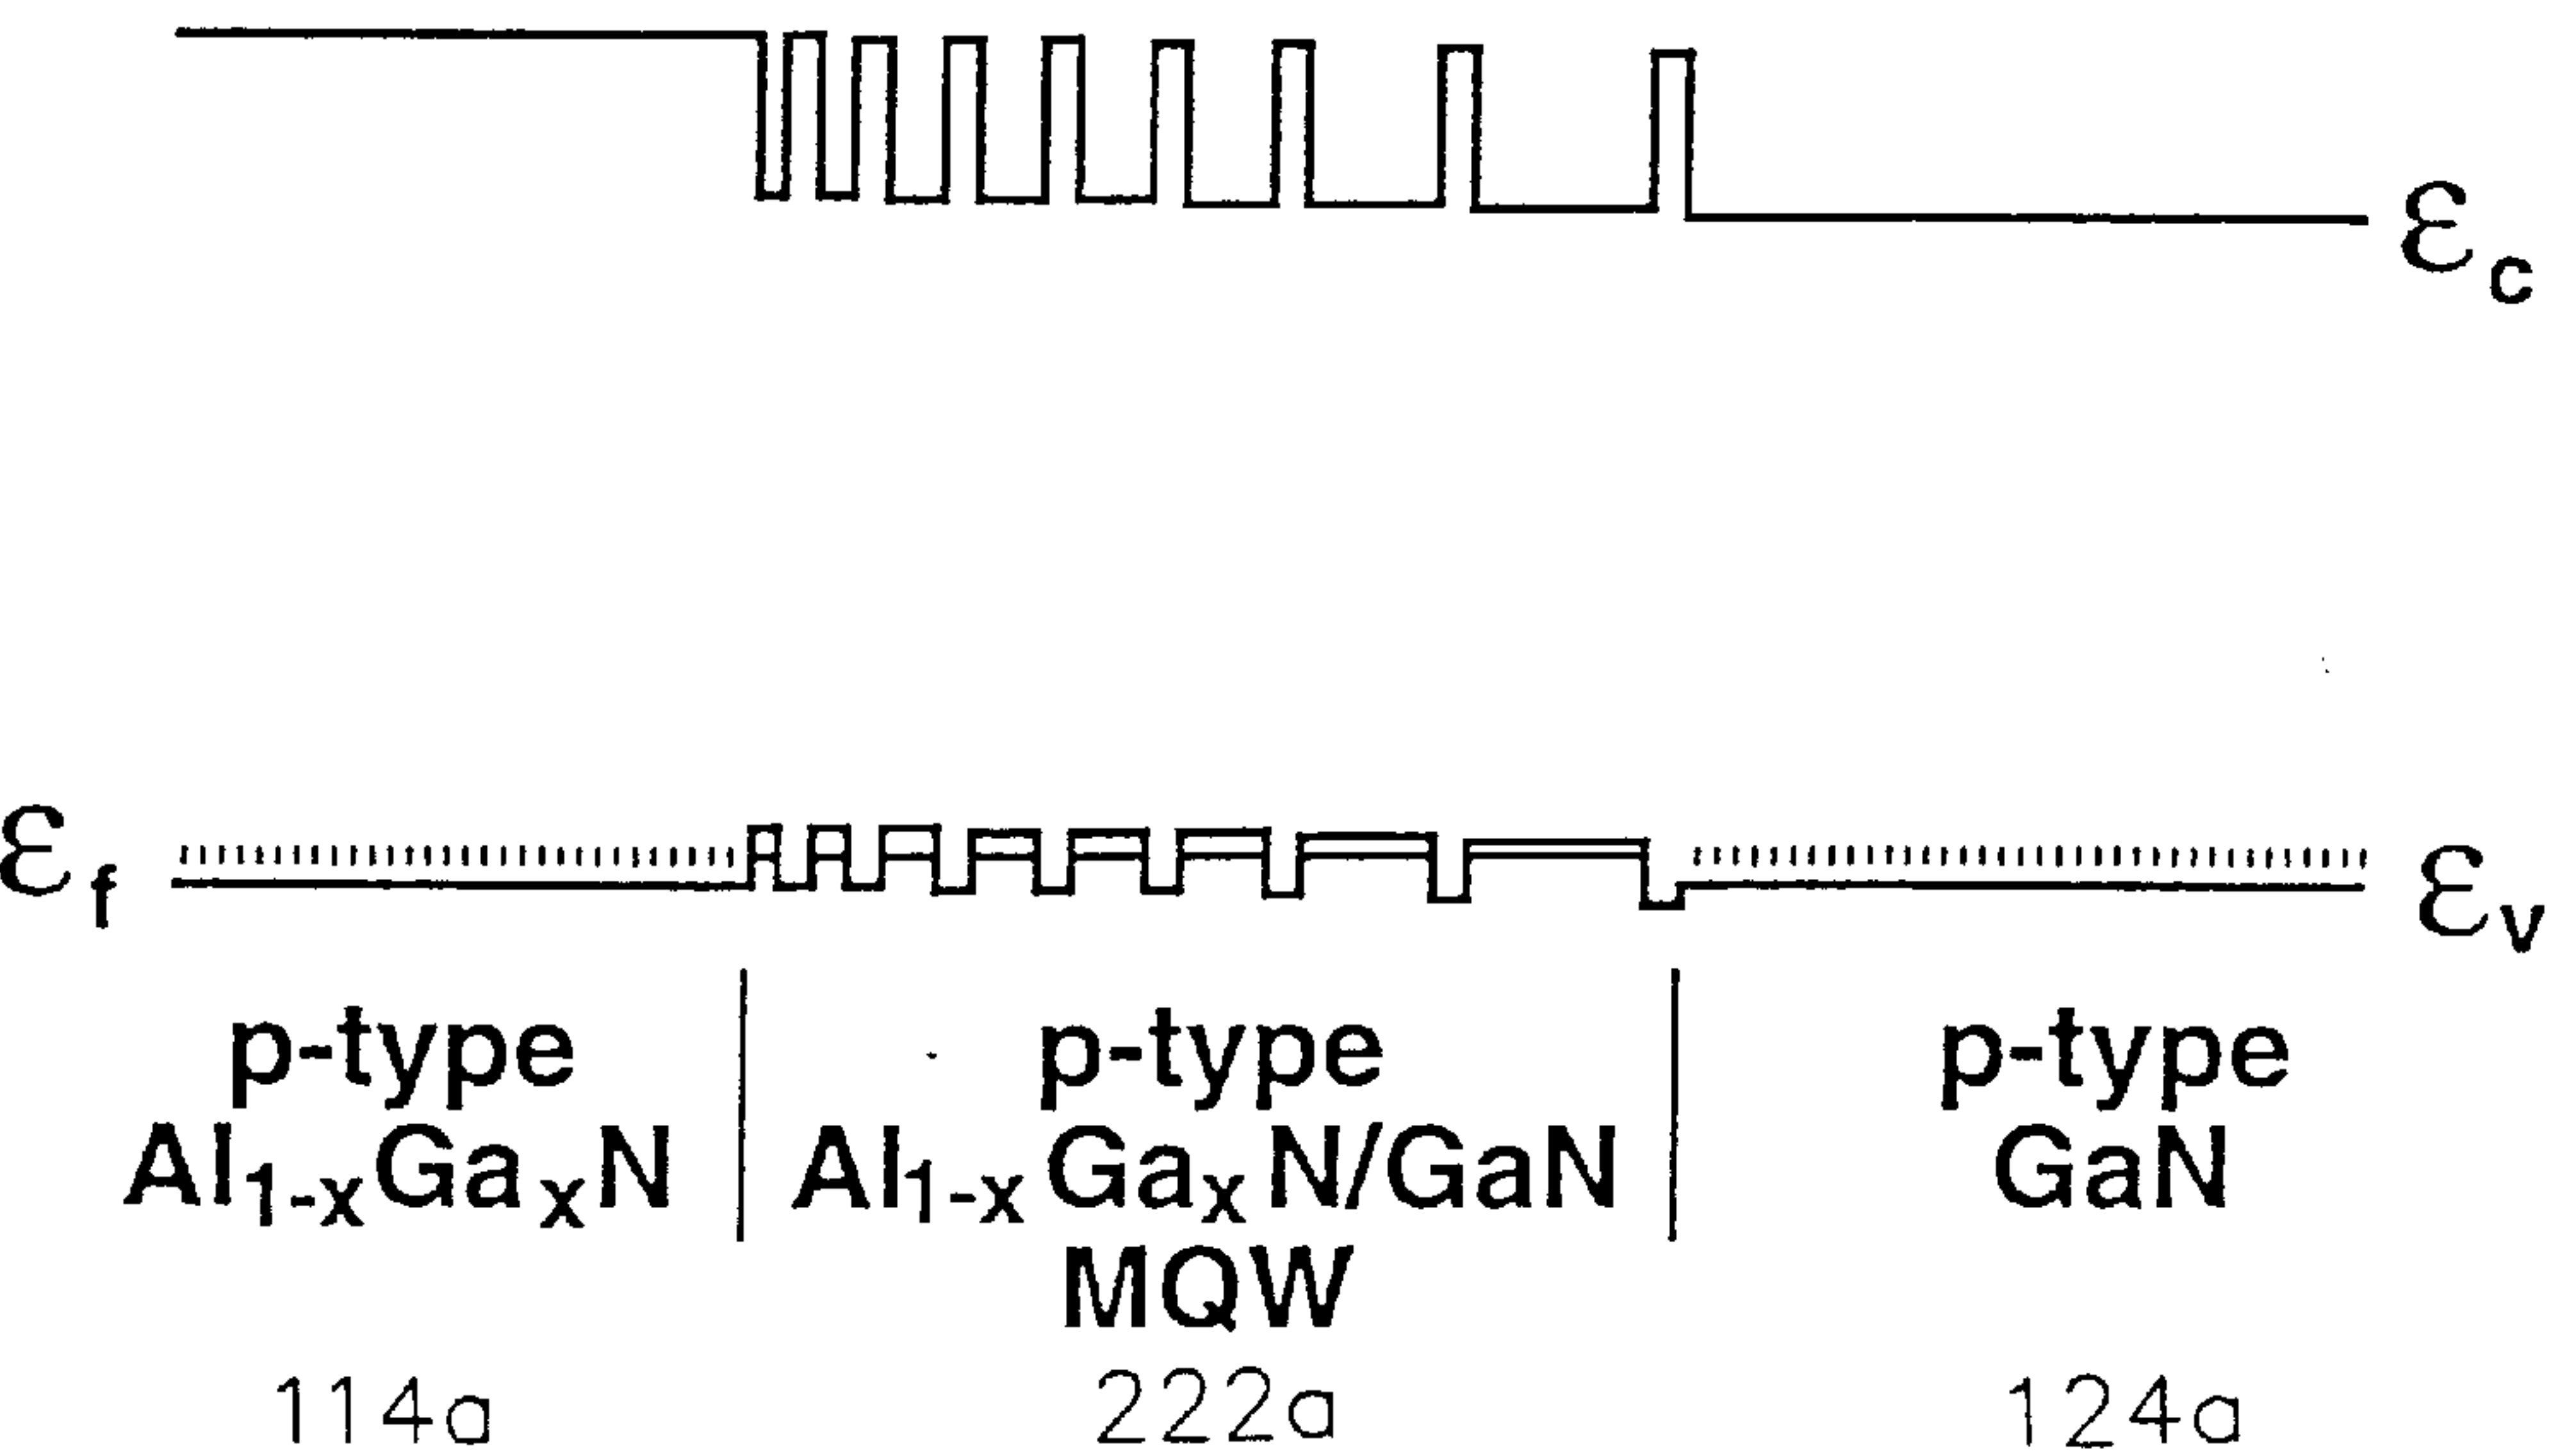 εc
εf
εv
p-type p-type p-type
Al1-xGaxN Al1-xGaxN/GaN GaN
MQW
114a 222a 124a